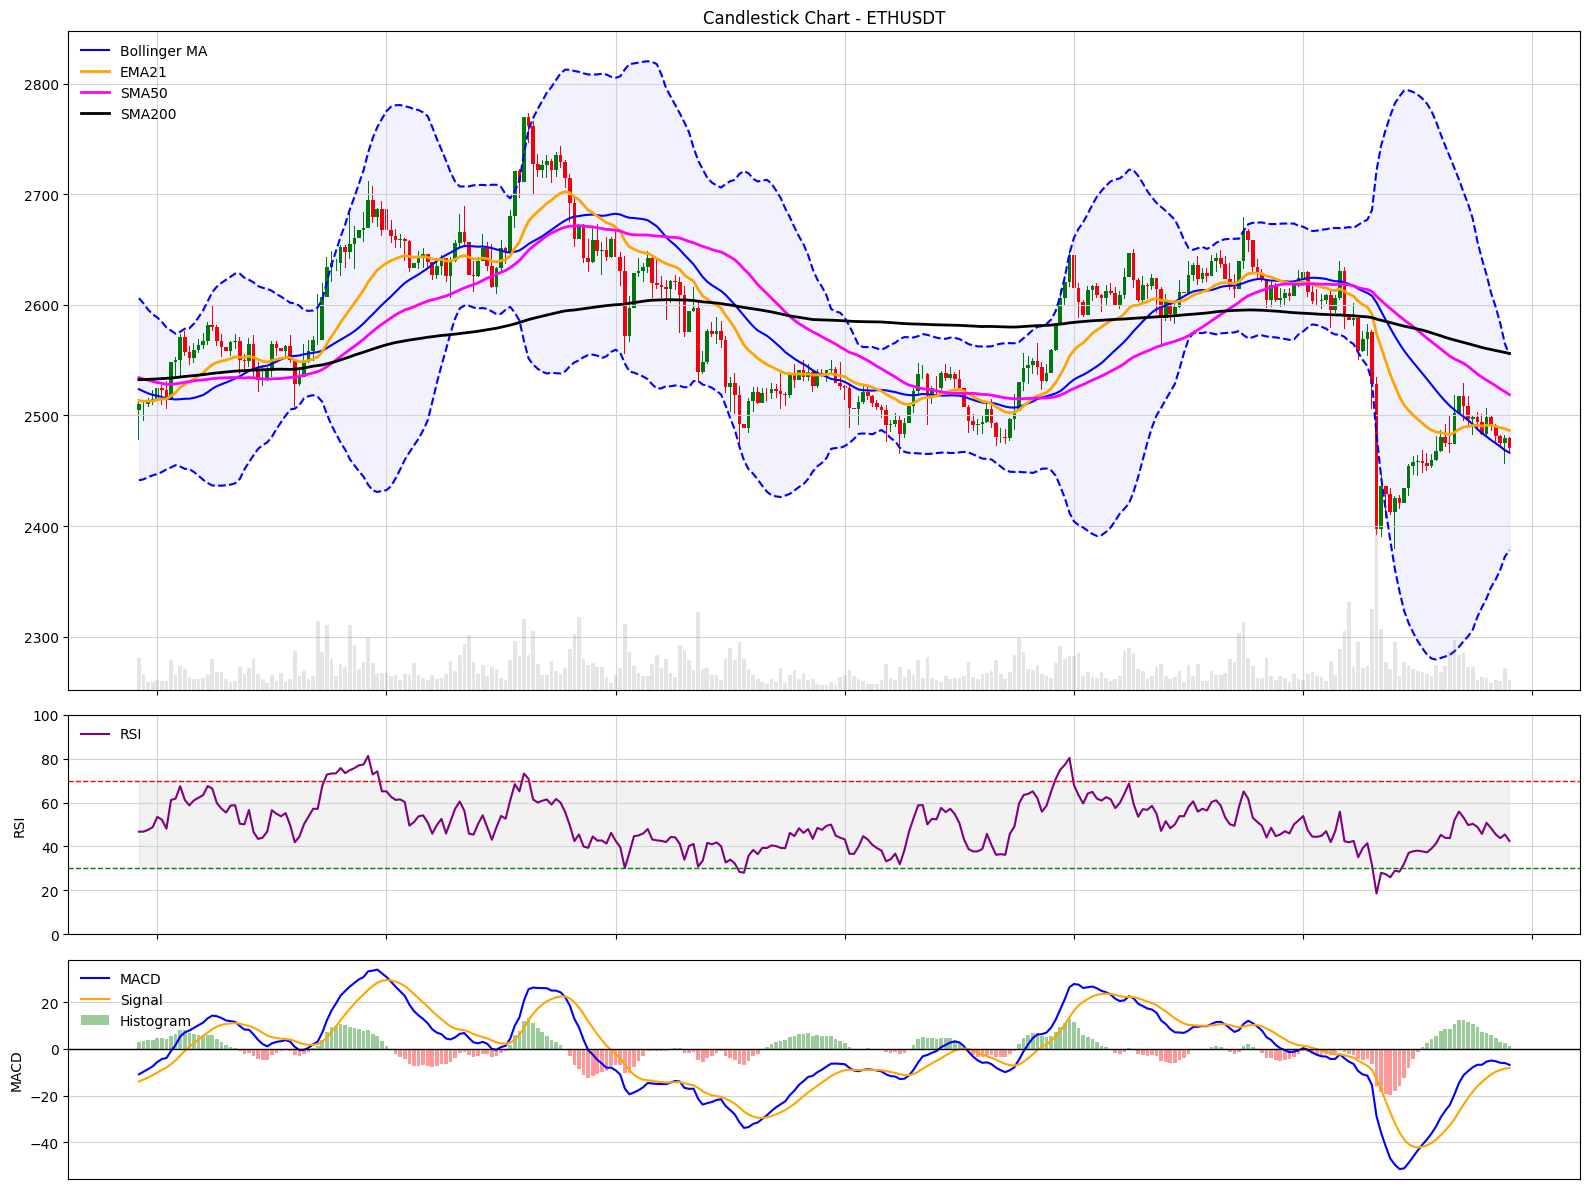 Candlestick Chart - ETHUSDT
Bollinger MA
EMA21
SMA50
SMA200
2800
2700
2600
2500
2400
2300
RSI
100
80
60
40
20
0
RSI
MACD
Signal
Histogram
20
0
−20
−40
MACD